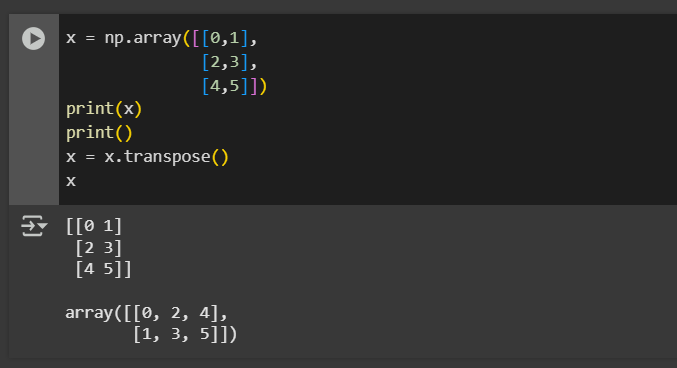 x = np.array([[0,1],
              [2,3],
              [4,5]])
print(x)
print()
x = x.transpose()
x
[[0 1]
 [2 3]
 [4 5]]
array([[0, 2, 4],
       [1, 3, 5]])